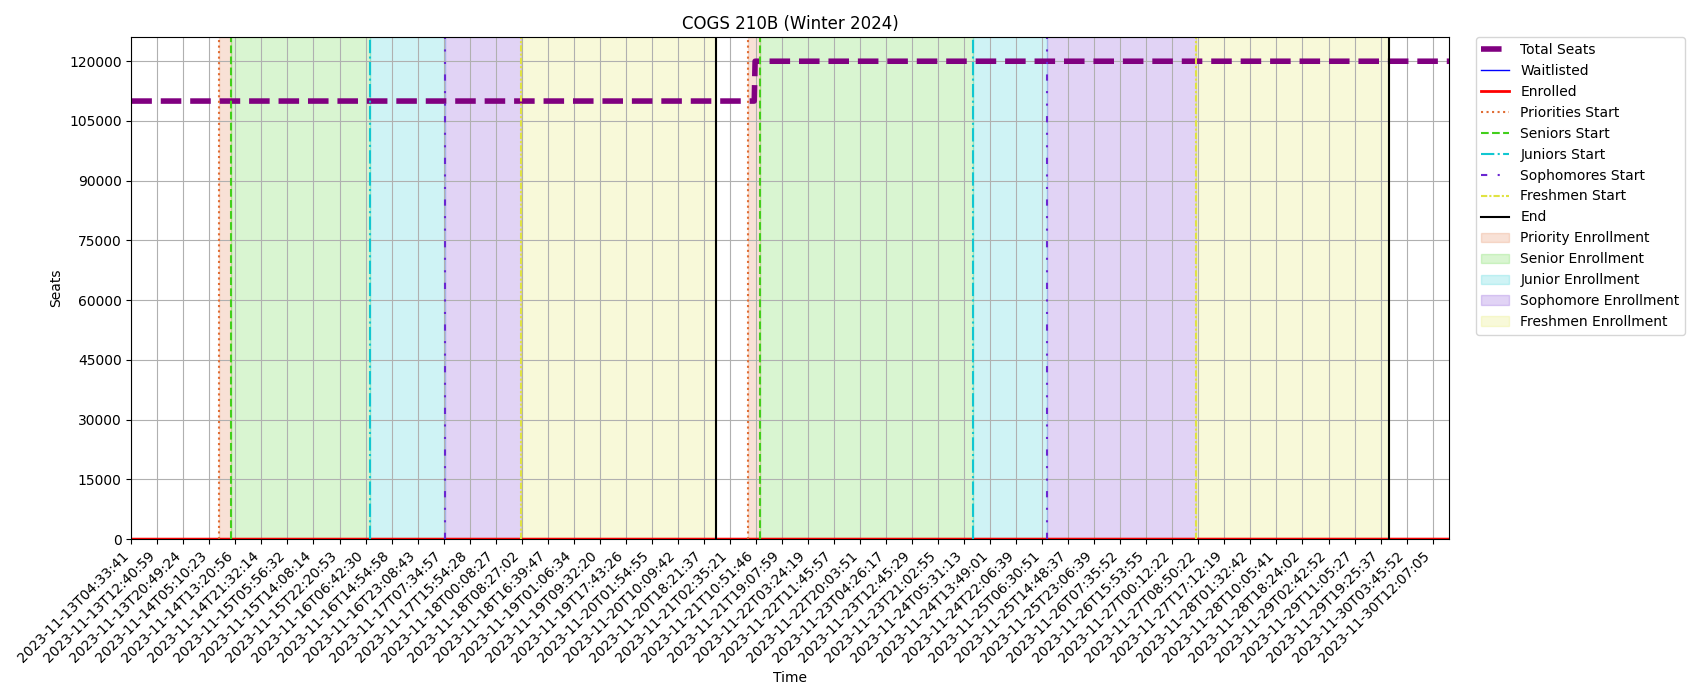 COGS 210B (Winter 2024)
Seats
120000
105000
90000
75000
60000
45000
30000
15000
0
2023-11-13T04:33:41
2023-11-13T12:40:59
2023-11-13T20:49:24
2023-11-14T05:10:23
2023-11-14T13:20:56
2023-11-14T21:32:14
2023-11-15T05:56:32
2023-11-15T14:08:14
2023-11-15T22:20:53
2023-11-16T06:42:30
2023-11-16T14:54:58
2023-11-16T23:08:43
2023-11-17T07:34:57
2023-11-17T15:54:28
2023-11-18T00:08:27
2023-11-18T08:27:02
2023-11-18T16:39:47
2023-11-19T01:06:34
2023-11-19T09:32:20
2023-11-19T17:43:26
2023-11-20T01:54:55
2023-11-20T10:09:42
2023-11-20T18:21:37
2023-11-21T02:35:21
2023-11-21T10:51:46
2023-11-21T19:07:59
2023-11-22T03:24:19
2023-11-22T11:45:57
2023-11-22T20:03:51
2023-11-23T04:26:17
2023-11-23T12:45:29
2023-11-23T21:02:55
2023-11-24T05:31:13
2023-11-24T13:49:01
2023-11-24T22:06:39
2023-11-25T06:30:51
2023-11-25T14:48:37
2023-11-25T23:06:39
2023-11-26T07:35:52
2023-11-26T15:53:55
2023-11-27T00:12:22
2023-11-27T08:50:22
2023-11-27T17:12:19
2023-11-28T01:32:42
2023-11-28T10:05:41
2023-11-28T18:24:02
2023-11-29T02:42:52
2023-11-29T11:05:27
2023-11-29T19:25:37
2023-11-30T03:45:52
2023-11-30T12:07:05
Time
Total Seats
Waitlisted
Enrolled
Priorities Start
Seniors Start
Juniors Start
Sophomores Start
Freshmen Start
End
Priority Enrollment
Senior Enrollment
Junior Enrollment
Sophomore Enrollment
Freshmen Enrollment